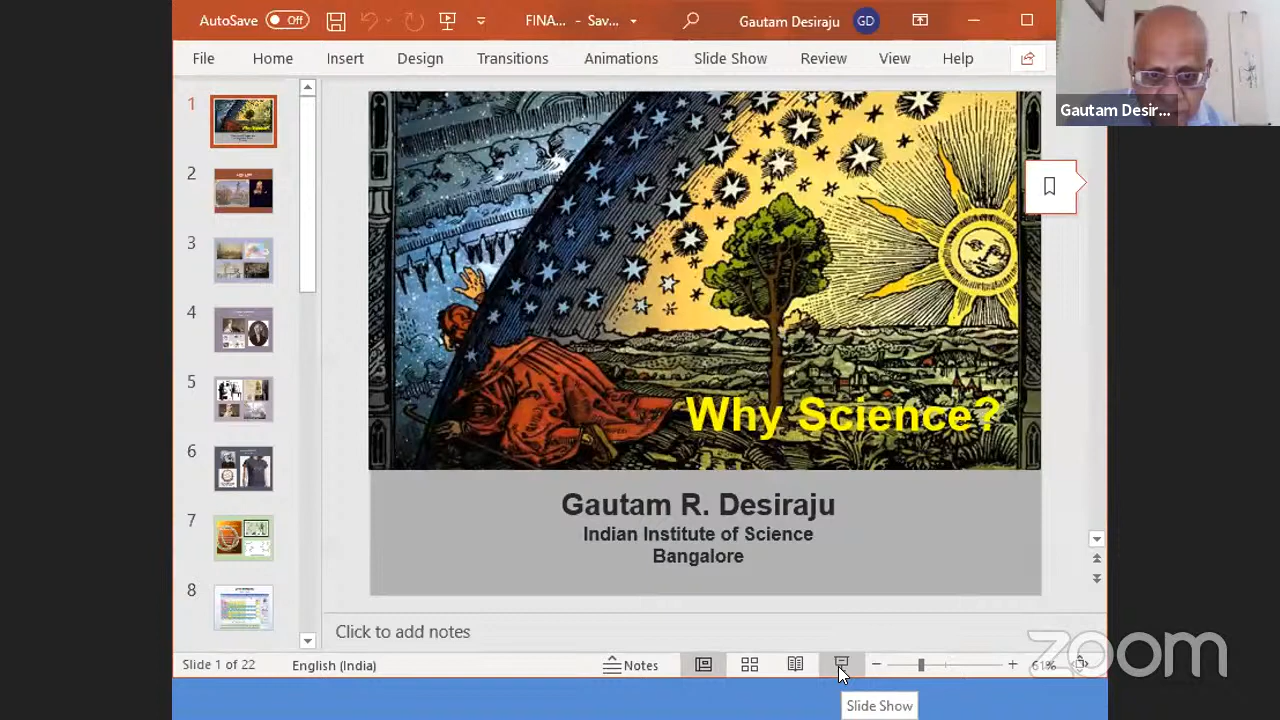 AutoSave Off FINA... - Sav... Gautam Desiraju GD
File Home Insert Design Transitions Animations Slide Show Review View Help
Gautam Desir...
1
2
3
4
5
6
7
8
Why Science?
Gautam R. Desiraju
Indian Institute of Science
Bangalore
Click to add notes
zoom
Slide 1 of 22 English (India) Notes 61%
Slide Show